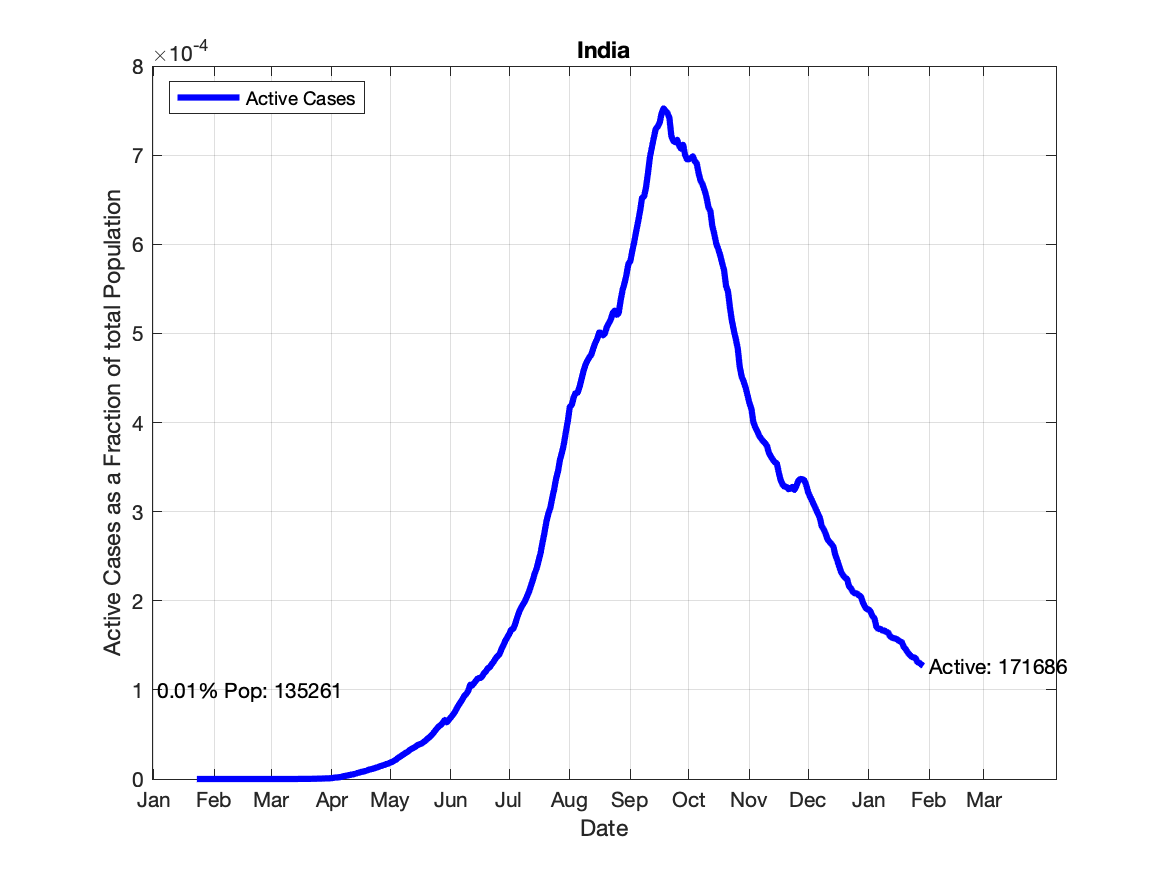 India
×10-4
Active Cases
8
7
6
5
4
3
2
1
0
Active Cases as a Fraction of total Population
0.01% Pop: 135261
Active: 171686
Jan Feb Mar Apr May Jun Jul Aug Sep Oct Nov Dec Jan Feb Mar
Date